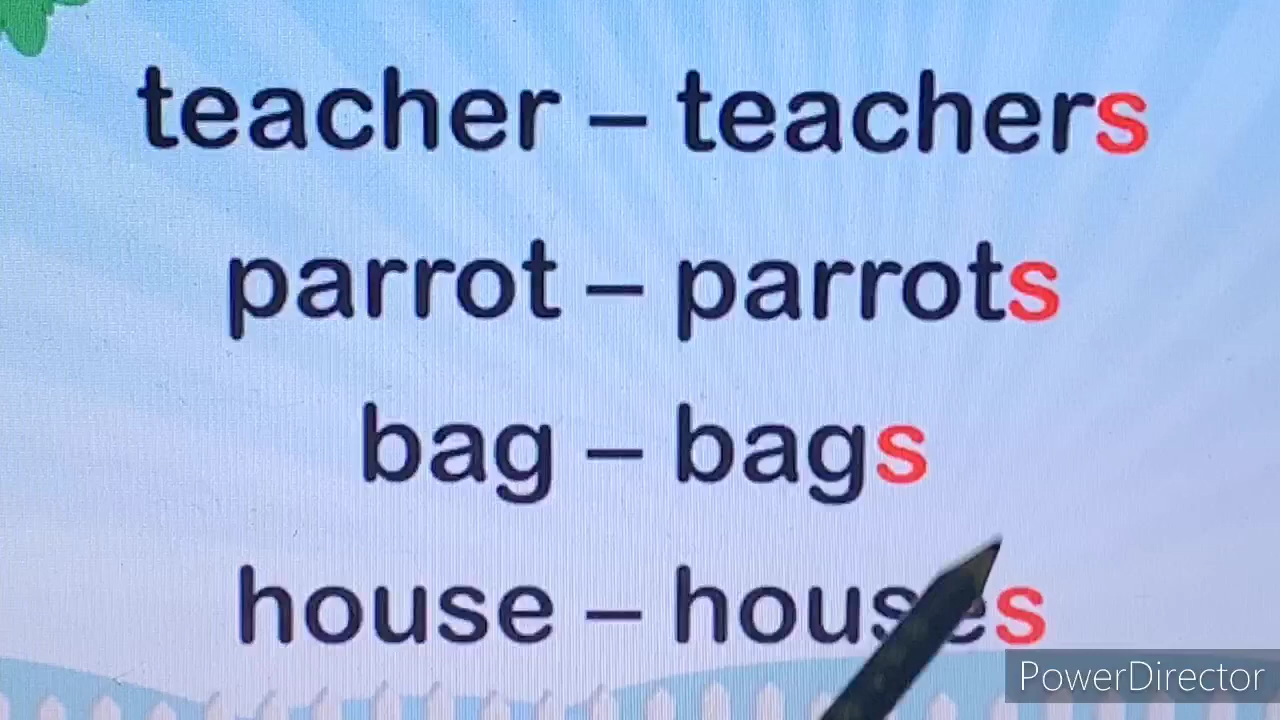 teacher – teachers
parrot – parrots
bag – bags
house – houses
PowerDirector